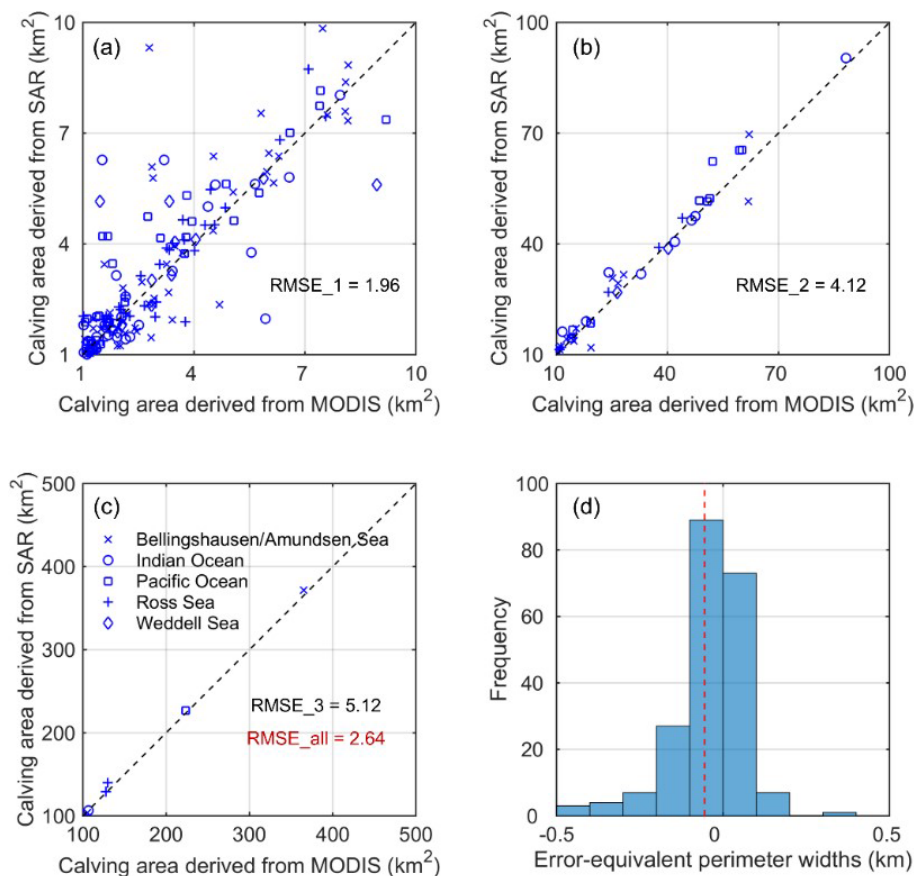 (a)
Calving area derived from SAR (km²)
10
7
4
1
RMSE_1 = 1.96
1 4 7 10
Calving area derived from MODIS (km²)
(b)
Calving area derived from SAR (km²)
100
70
40
10
RMSE_2 = 4.12
10 40 70 100
Calving area derived from MODIS (km²)
(c)
Calving area derived from SAR (km²)
500
400
300
200
100
Bellingshausen/Amundsen Sea
Indian Ocean
Pacific Ocean
Ross Sea
Weddell Sea
RMSE_3 = 5.12
RMSE_all = 2.64
100 200 300 400 500
Calving area derived from MODIS (km²)
(d)
Frequency
100
80
60
40
20
0
-0.5 0 0.5
Error-equivalent perimeter widths (km)